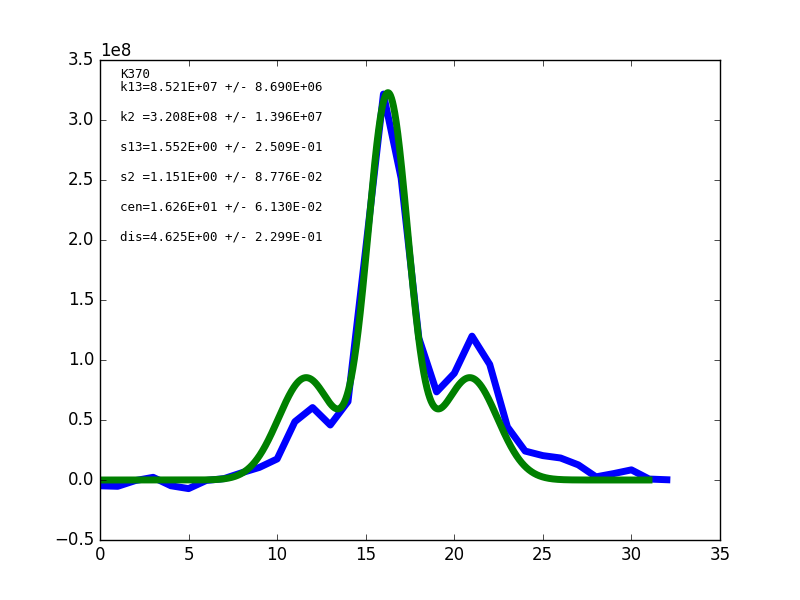 1e8
3.5
3.0
2.5
2.0
1.5
1.0
0.5
0.0
−0.5
K370
k13=8.521E+07 +/- 8.690E+06
k2 =3.208E+08 +/- 1.396E+07
s13=1.552E+00 +/- 2.509E-01
s2 =1.151E+00 +/- 8.776E-02
cen=1.626E+01 +/- 6.130E-02
dis=4.625E+00 +/- 2.299E-01
0 5 10 15 20 25 30 35